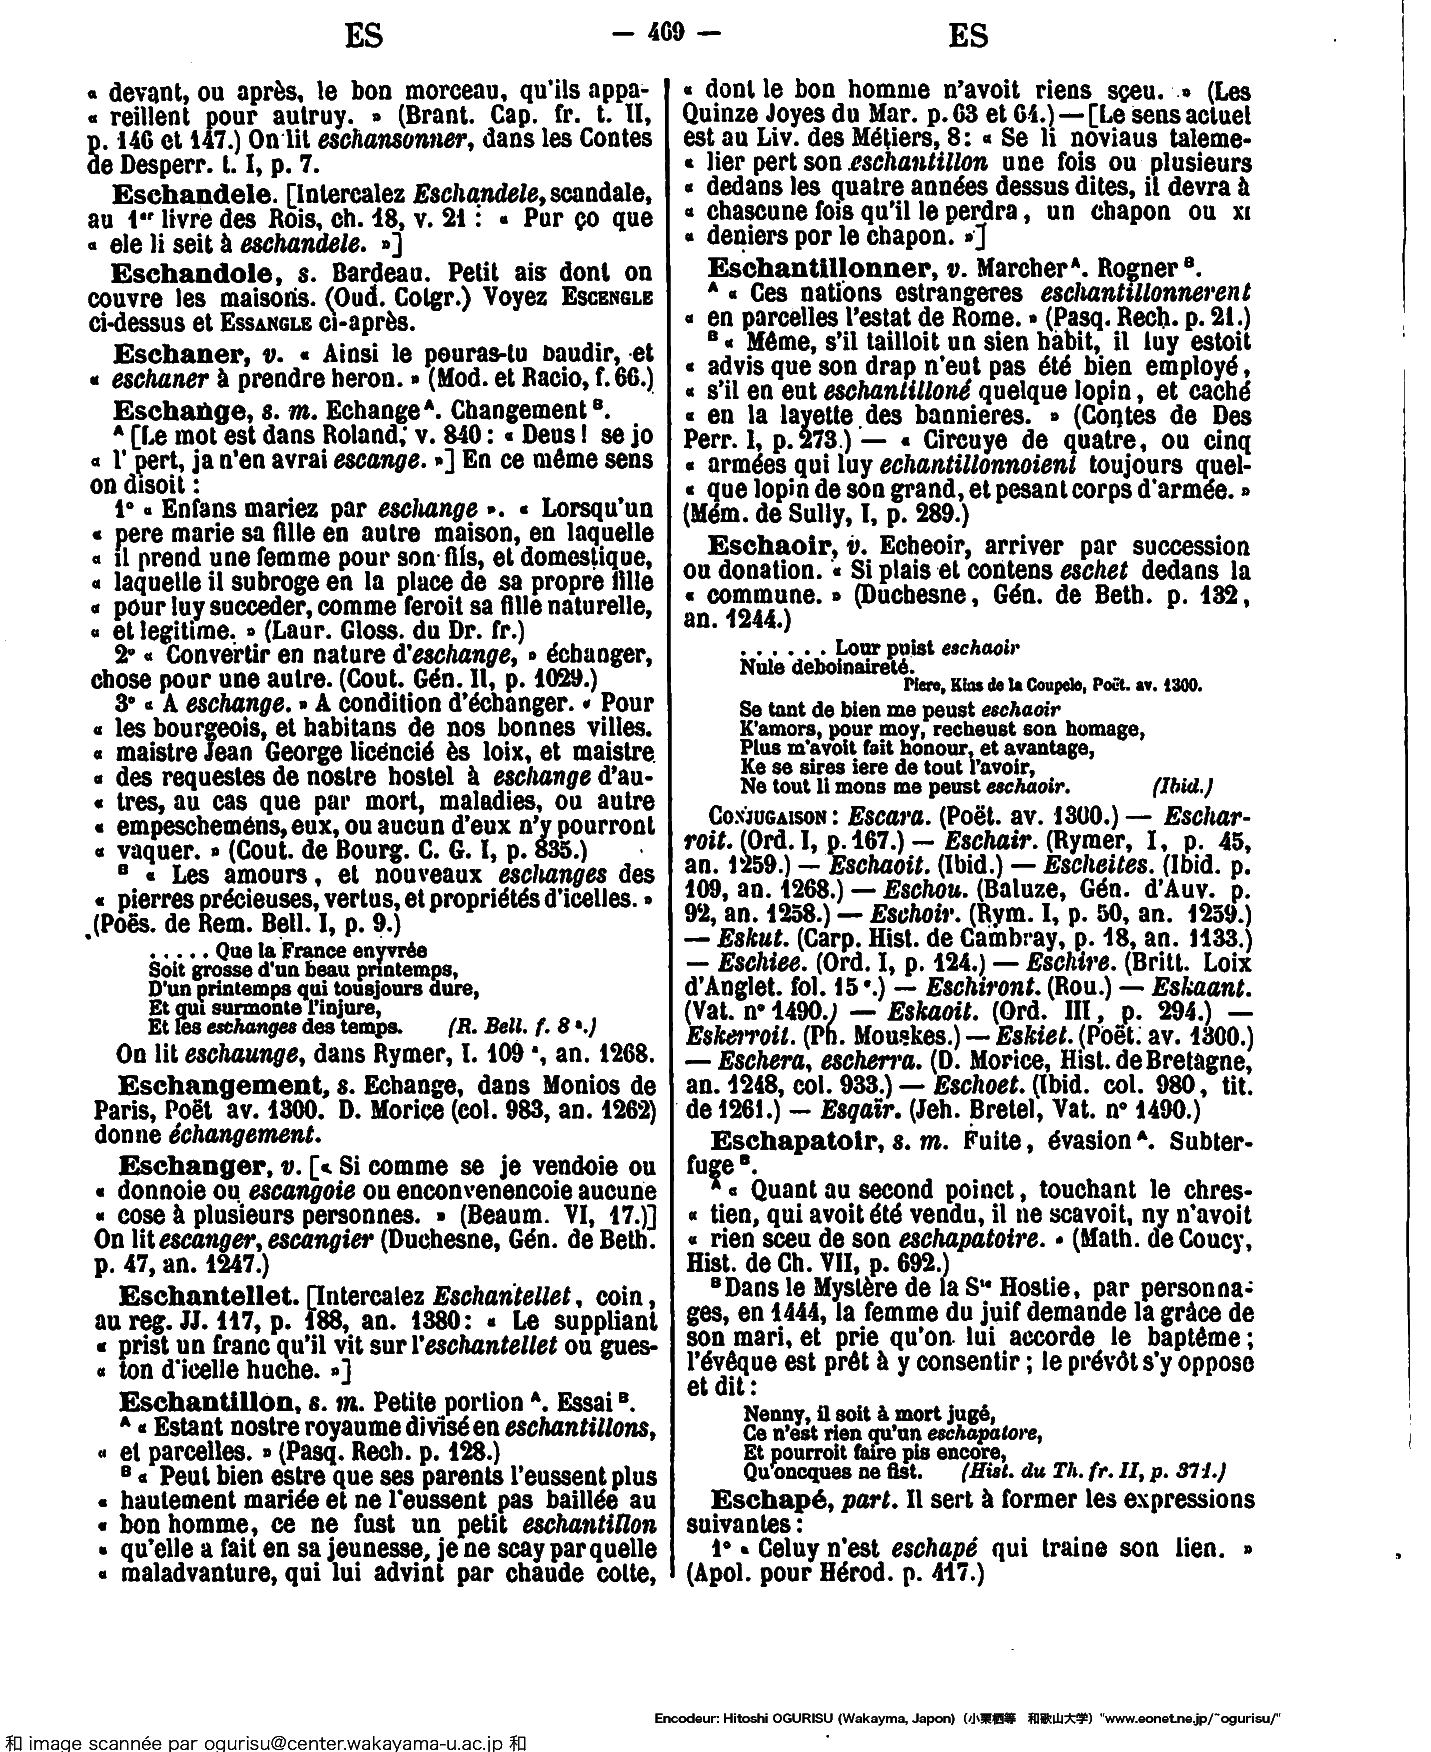 ES
— 469 —
ES
« devant, ou après, le bon morceau, qu'ils appa-
« reillent pour autruy. » (Brant. Cap. fr. t. II,
p. 146 et 147.) On lit eschansonner, dans les Contes
de Desperr. t. I, p. 7.
Eschandele. [Intercalez Eschandele, scandale,
au 1er livre des Rois, ch. 18, v. 21 : « Pur ço que
« ele li seit à eschandele. »]
Eschandole, s. Bardeau. Petit ais dont on
couvre les maisons. (Oud. Cotgr.) Voyez ESCENGLE
ci-dessus et ESSANGLE ci-après.
Eschaner, v. « Ainsi le pouras-tu baudir, et
« eschaner à prendre heron. » (Mod. et Racio, f. 66.)
Eschange, s. m. Echange A. Changement B.
A [Le mot est dans Roland, v. 840 : « Deus ! se jo
« l' pert, ja n'en avrai escange. »] En ce même sens
on disoit :
1° « Enfans mariez par eschange ». « Lorsqu'un
« pere marie sa fille en autre maison, en laquelle
« il prend une femme pour son fils, et domestique,
« laquelle il subroge en la place de sa propre fille
« pour luy succeder, comme feroit sa fille naturelle,
« et legitime. » (Laur. Gloss. du Dr. fr.)
2° « Convertir en nature d'eschange, » échanger,
chose pour une autre. (Cout. Gén. II, p. 1029.)
3° « A eschange. » A condition d'échanger. « Pour
« les bourgeois, et habitans de nos bonnes villes.
« maistre Jean George licencié ès loix, et maistre
« des requestes de nostre hostel à eschange d'au-
« tres, au cas que par mort, maladies, ou autre
« empeschemens, eux, ou aucun d'eux n'y pourront
« vaquer. » (Cout. de Bourg. C. G. I, p. 835.)
B « Les amours, et nouveaux eschanges des
« pierres précieuses, vertus, et propriétés d'icelles. »
(Poës. de Rem. Bell. I, p. 9.)
..... Que la France enyvrée
Soit grosse d'un beau printemps,
D'un printemps qui tousjours dure,
Et qui surmonte l'injure,
Et les eschanges des temps. (R. Bell. f. 8 a.)
On lit eschaunge, dans Rymer, I. 109 a, an. 1268.
Eschangement, s. Echange, dans Monios de
Paris, Poët av. 1300. D. Morice (col. 983, an. 1262)
donne échangement.
Eschanger, v. [« Si comme se je vendoie ou
« donnoie ou escangoie ou enconvenencoie aucune
« cose à plusieurs personnes. » (Beaum. VI, 17.)]
On lit escanger, escangier (Duchesne, Gén. de Beth.
p. 47, an. 1247.)
Eschantellet. [Intercalez Eschantellet, coin,
au reg. JJ. 117, p. 188, an. 1380 : « Le suppliant
« prist un franc qu'il vit sur l'eschantellet ou gues-
« ton d'icelle huche. »]
Eschantillon, s. m. Petite portion A. Essai B.
A « Estant nostre royaume divisé en eschantillons,
« et parcelles. » (Pasq. Rech. p. 128.)
B « Peut bien estre que ses parents l'eussent plus
« hautement mariée et ne l'eussent pas baillée au
« bon homme, ce ne fust un petit eschantillon
« qu'elle a fait en sa jeunesse, je ne scay par quelle
« maladvanture, qui lui advint par chaude colte,
« dont le bon homme n'avoit riens sçeu. » (Les
Quinze Joyes du Mar. p. 63 et 64.) — [Le sens actuel
est au Liv. des Métiers, 8 : « Se li noviaus taleme-
« lier pert son eschantillon une fois ou plusieurs
« dedans les quatre années dessus dites, il devra à
« chascune fois qu'il le perdra, un chapon ou XI
« deniers por le chapon. »]
Eschantillonner, v. Marcher A. Rogner B.
A « Ces nations estrangeres eschantillonnerent
« en parcelles l'estat de Rome. » (Pasq. Rech. p. 21.)
B « Même, s'il tailloit un sien habit, il luy estoit
« advis que son drap n'eut pas été bien employé,
« s'il en eut eschantilloné quelque lopin, et caché
« en la layette des bannieres. » (Contes de Des
Perr. I, p. 273.) — « Circuye de quatre, ou cinq
« armées qui luy echantillonnoient toujours quel-
« que lopin de son grand, et pesant corps d'armée. »
(Mém. de Sully, I, p. 289.)
Eschaoir, v. Echeoir, arriver par succession
ou donation. « Si plais et contens eschet dedans la
« commune. » (Duchesne, Gén. de Beth. p. 132,
an. 1244.)
...... Lour puist eschaoir
Nule deboinaireté.
Piero, Kins de la Coupele, Poët. av. 1300.
Se tant de bien me peust eschaoir
K'amors, pour moy, recheust son homage,
Plus m'avoit fait honour, et avantage,
Ke se sires iere de tout l'avoir,
Ne tout li mons me peust eschaoir. (Ibid.)
CONJUGAISON : Escara. (Poët. av. 1300.) — Eschar-
roit. (Ord. I, p. 167.) — Eschair. (Rymer, I, p. 45,
an. 1259.) — Eschaoit. (Ibid.) — Escheites. (Ibid. p.
109, an. 1268.) — Eschou. (Baluze, Gén. d'Auv. p.
92, an. 1258.) — Eschoir. (Rym. I, p. 50, an. 1259.)
— Eskut. (Carp. Hist. de Cambray, p. 18, an. 1133.)
— Eschiee. (Ord. I, p. 124.) — Eschire. (Britt. Loix
d'Anglet. fol. 15 a.) — Eschiront. (Rou.) — Eskaant.
(Vat. n° 1490.) — Eskaoit. (Ord. III, p. 294.) —
Eskerroit. (Ph. Mouskes.) — Eskiet. (Poët. av. 1300.)
— Eschera, escherra. (D. Morice, Hist. de Bretagne,
an. 1248, col. 933.) — Eschoet. (Ibid. col. 980, tit.
de 1261.) — Esqaïr. (Jeh. Bretel, Vat. n° 1490.)
Eschapatoir, s. m. Fuite, évasion A. Subter-
fuge B.
A « Quant au second poinct, touchant le chres-
« tien, qui avoit été vendu, il ne scavoit, ny n'avoit
« rien sceu de son eschapatoire. » (Math. de Coucy,
Hist. de Ch. VII, p. 692.)
B Dans le Mystère de la Ste Hostie, par personna-
ges, en 1444, la femme du juif demande la grâce de
son mari, et prie qu'on lui accorde le baptême ;
l'évêque est prêt à y consentir ; le prévôt s'y oppose
et dit :
Nenny, il soit à mort jugé,
Ce n'est rien qu'un eschapatore,
Et pourroit faire pis encore,
Qu'oncques ne fist. (Hist. du Th. fr. II, p. 371.)
Eschapé, part. Il sert à former les expressions
suivantes :
1° « Celuy n'est eschapé qui traine son lien. »
(Apol. pour Hérod. p. 417.)
Encodeur: Hitoshi OGURISU (Wakayma, Japon) (小栗栖等 和歌山大学) "www.eonet.ne.jp/~ogurisu/"
和 image scannée par ogurisu@center.wakayama-u.ac.jp 和